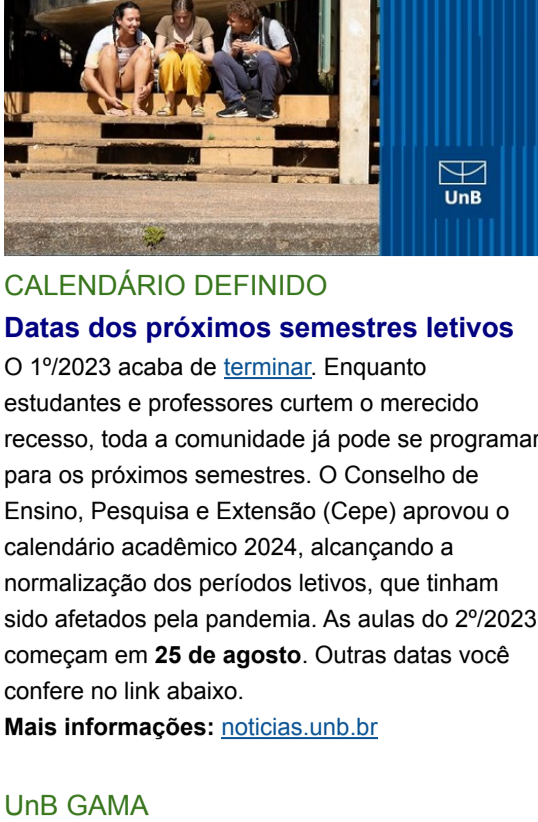 UnB
CALENDÁRIO DEFINIDO
Datas dos próximos semestres letivos
O 1º/2023 acaba de terminar. Enquanto
estudantes e professores curtem o merecido
recesso, toda a comunidade já pode se programar
para os próximos semestres. O Conselho de
Ensino, Pesquisa e Extensão (Cepe) aprovou o
calendário acadêmico 2024, alcançando a
normalização dos períodos letivos, que tinham
sido afetados pela pandemia. As aulas do 2º/2023
começam em 25 de agosto. Outras datas você
confere no link abaixo.
Mais informações: noticias.unb.br
UnB GAMA